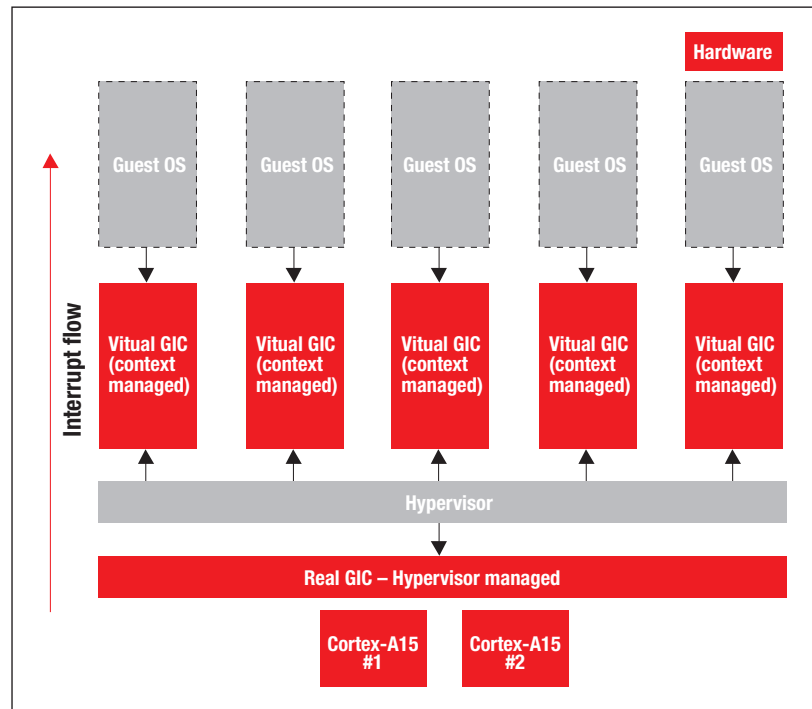 Hardware
Guest OS
Guest OS
Guest OS
Guest OS
Guest OS
Interrupt flow
Vitual GIC
(context
managed)
Vitual GIC
(context
managed)
Vitual GIC
(context
managed)
Vitual GIC
(context
managed)
Vitual GIC
(context
managed)
Hypervisor
Real GIC – Hypervisor managed
Cortex-A15
#1
Cortex-A15
#2